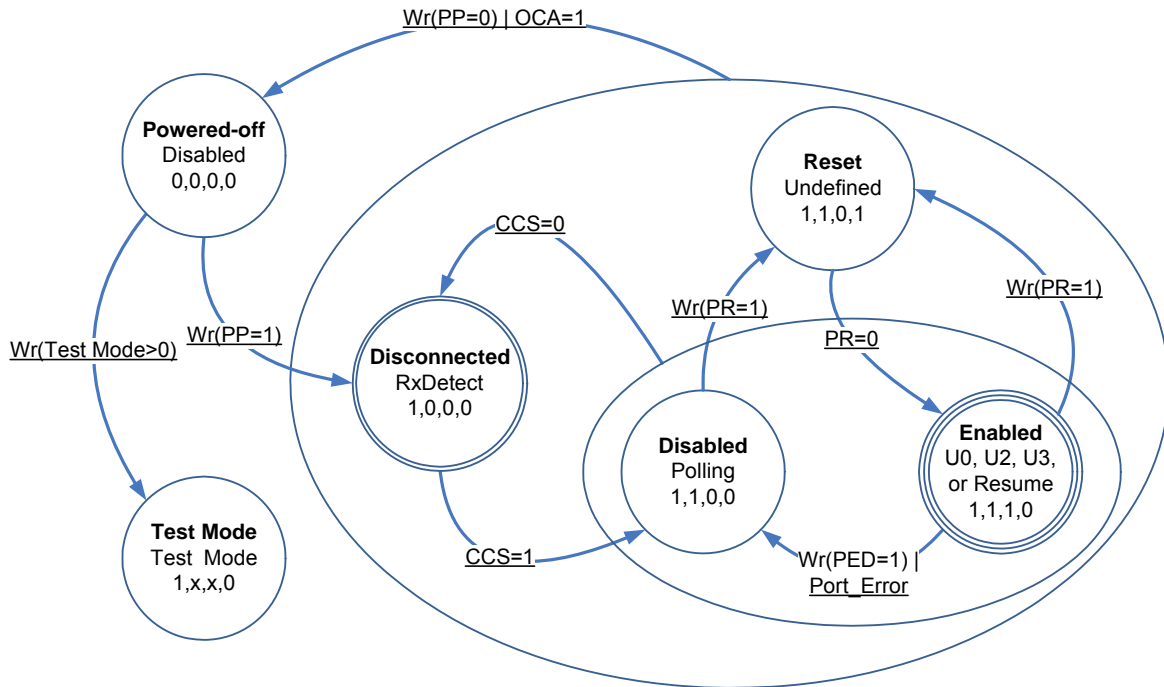 Wr(PP=0) | OCA=1
Powered-off
Disabled
0,0,0,0
Reset
Undefined
1,1,0,1
CCS=0
Wr(PR=1)
Wr(PR=1)
Wr(Test Mode>0)
Wr(PP=1)
PR=0
Disconnected
RxDetect
1,0,0,0
Disabled
Polling
1,1,0,0
Enabled
U0, U2, U3,
or Resume
1,1,1,0
Test Mode
Test Mode
1,x,x,0
CCS=1
Wr(PED=1) |
Port_Error